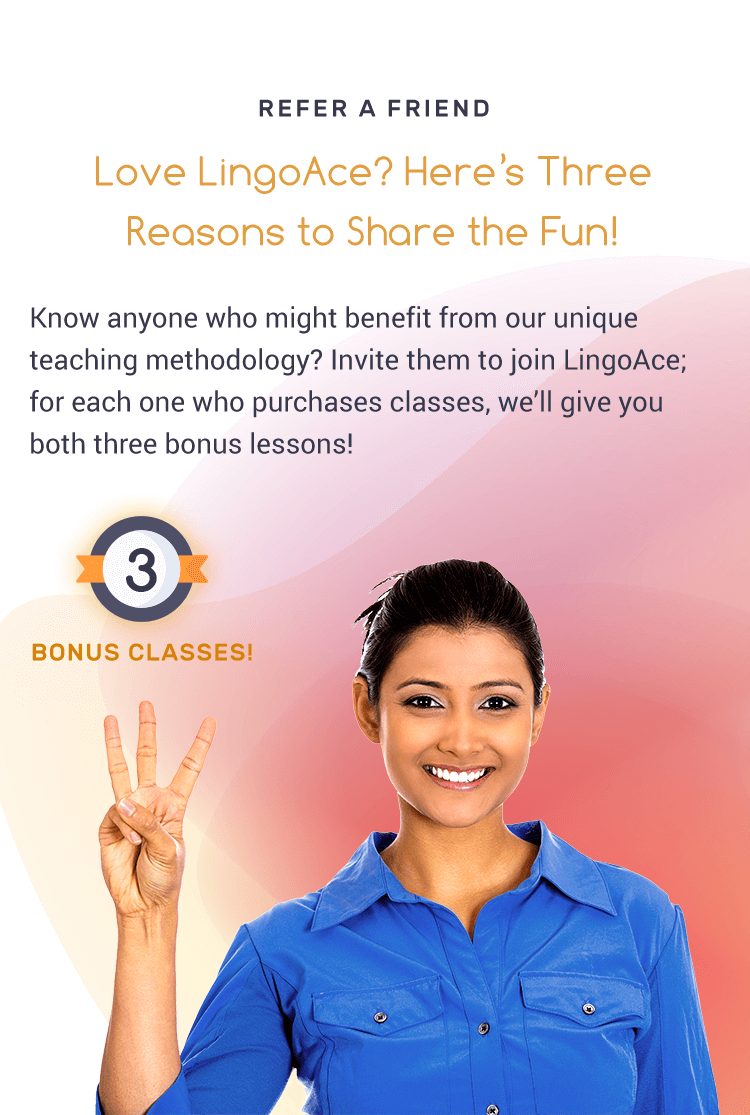 REFER A FRIEND
Love LingoAce? Here’s Three
Reasons to Share the Fun!
Know anyone who might benefit from our unique
teaching methodology? Invite them to join LingoAce;
for each one who purchases classes, we’ll give you
both three bonus lessons!
3
BONUS CLASSES!